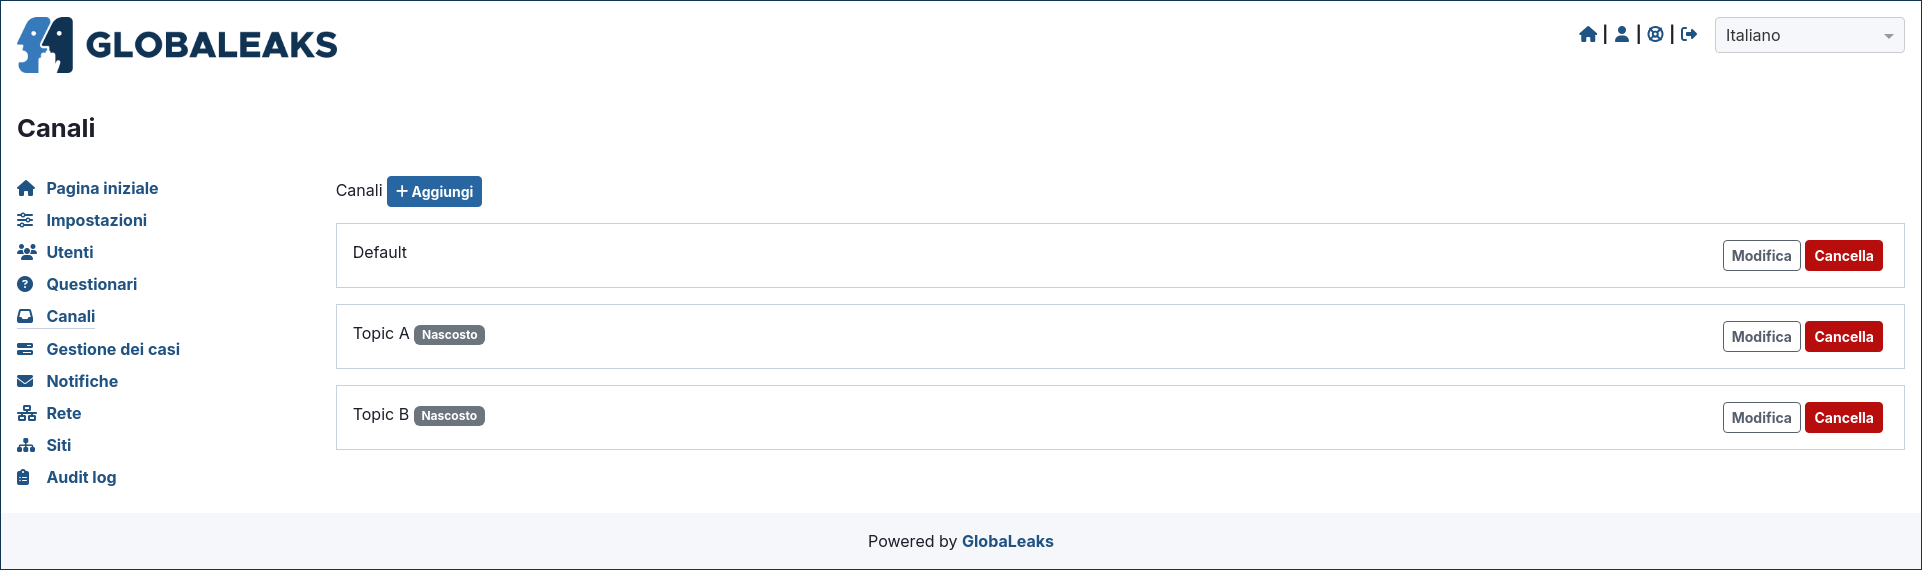 GLOBALEAKS
Italiano
Canali
Pagina iniziale
Impostazioni
Utenti
Questionari
Canali
Gestione dei casi
Notifiche
Rete
Siti
Audit log
Canali + Aggiungi
Default Modifica Cancella
Topic A Nascosto Modifica Cancella
Topic B Nascosto Modifica Cancella
Powered by GlobaLeaks